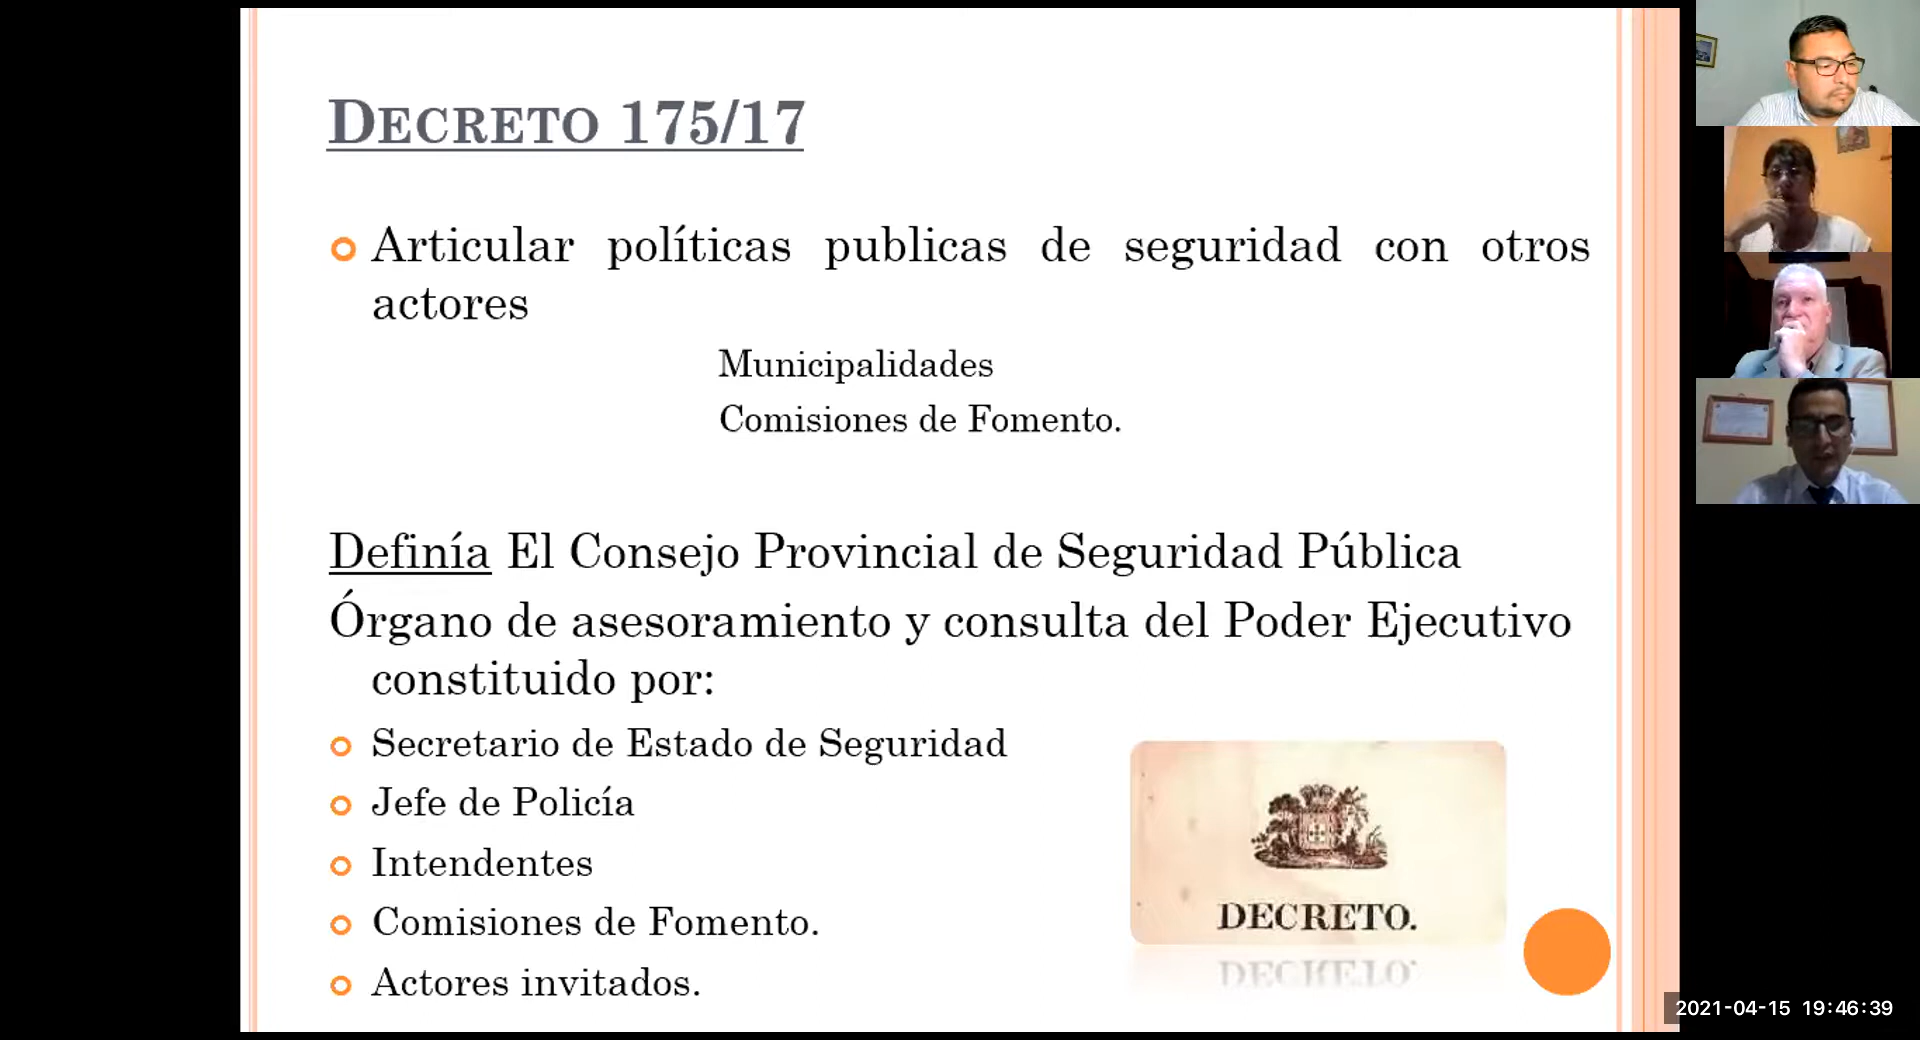 DECRETO 175/17
Articular políticas publicas de seguridad con otros
actores
Municipalidades
Comisiones de Fomento.
Definía El Consejo Provincial de Seguridad Pública
Órgano de asesoramiento y consulta del Poder Ejecutivo
constituido por:
Secretario de Estado de Seguridad
Jefe de Policía
Intendentes
Comisiones de Fomento.
Actores invitados.
DECRETO.
2021-04-15 19:46:39